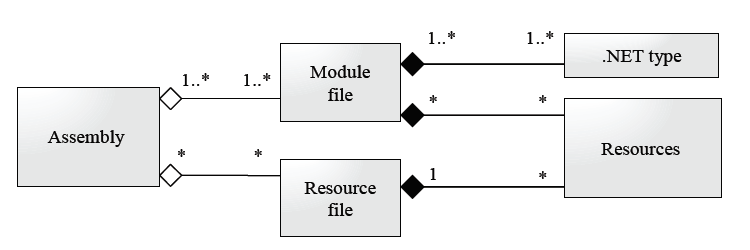 1..*
1..*
.NET type
Module
file
1..*
1..*
*
*
Assembly
Resources
*
*
Resource
file
1
*